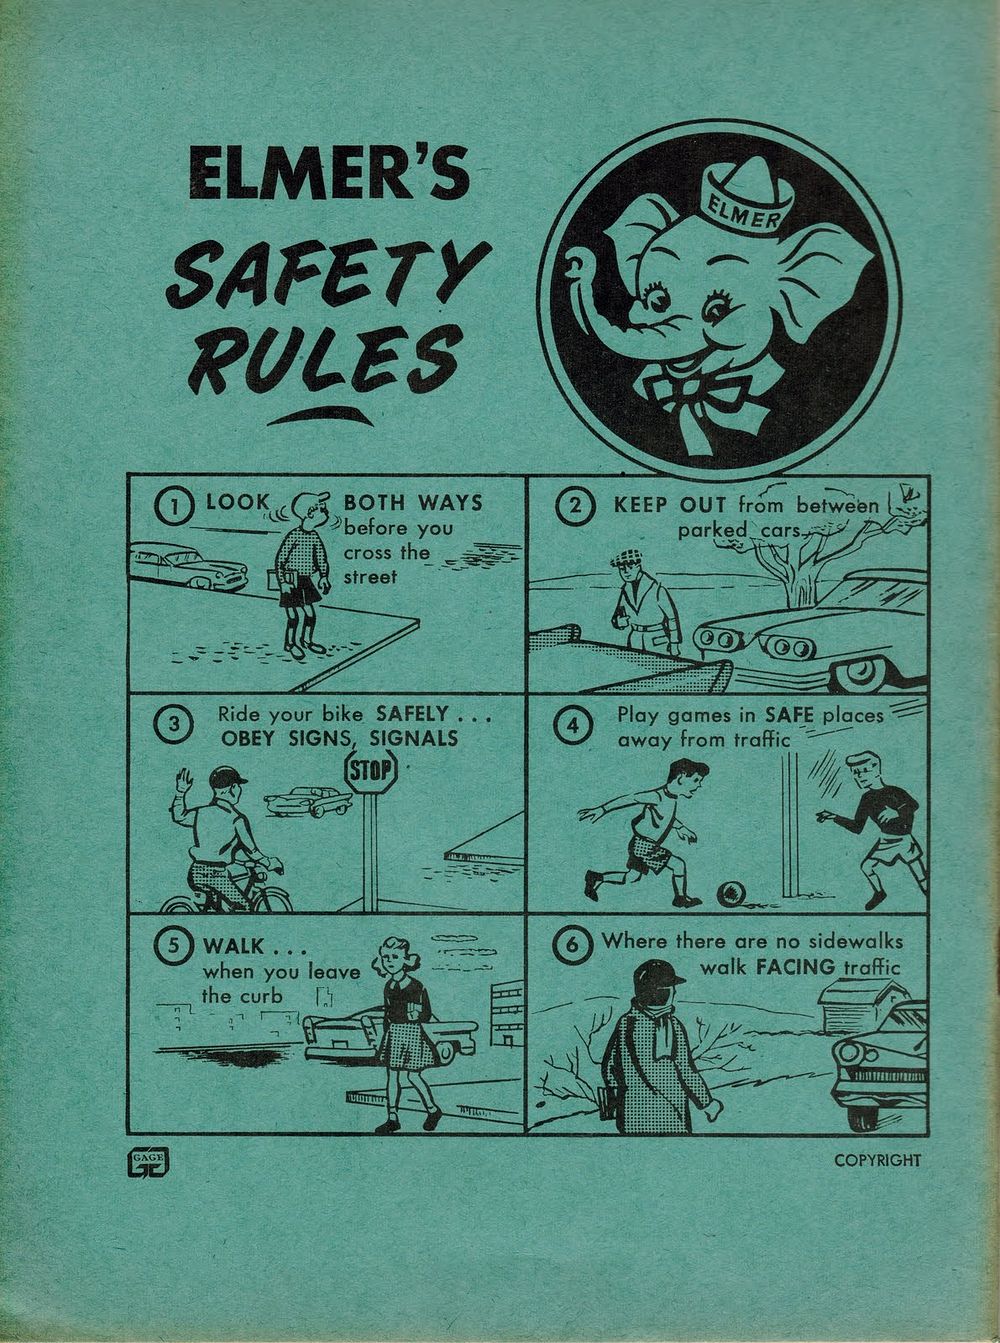 ELMER'S
SAFETY
RULES
ELMER
1 LOOK BOTH WAYS
before you
cross the
street
2 KEEP OUT from between
parked cars
3 Ride your bike SAFELY ...
OBEY SIGNS, SIGNALS
STOP
4 Play games in SAFE places
away from traffic
5 WALK ...
when you leave
the curb
6 Where there are no sidewalks
walk FACING traffic
GAGE
COPYRIGHT